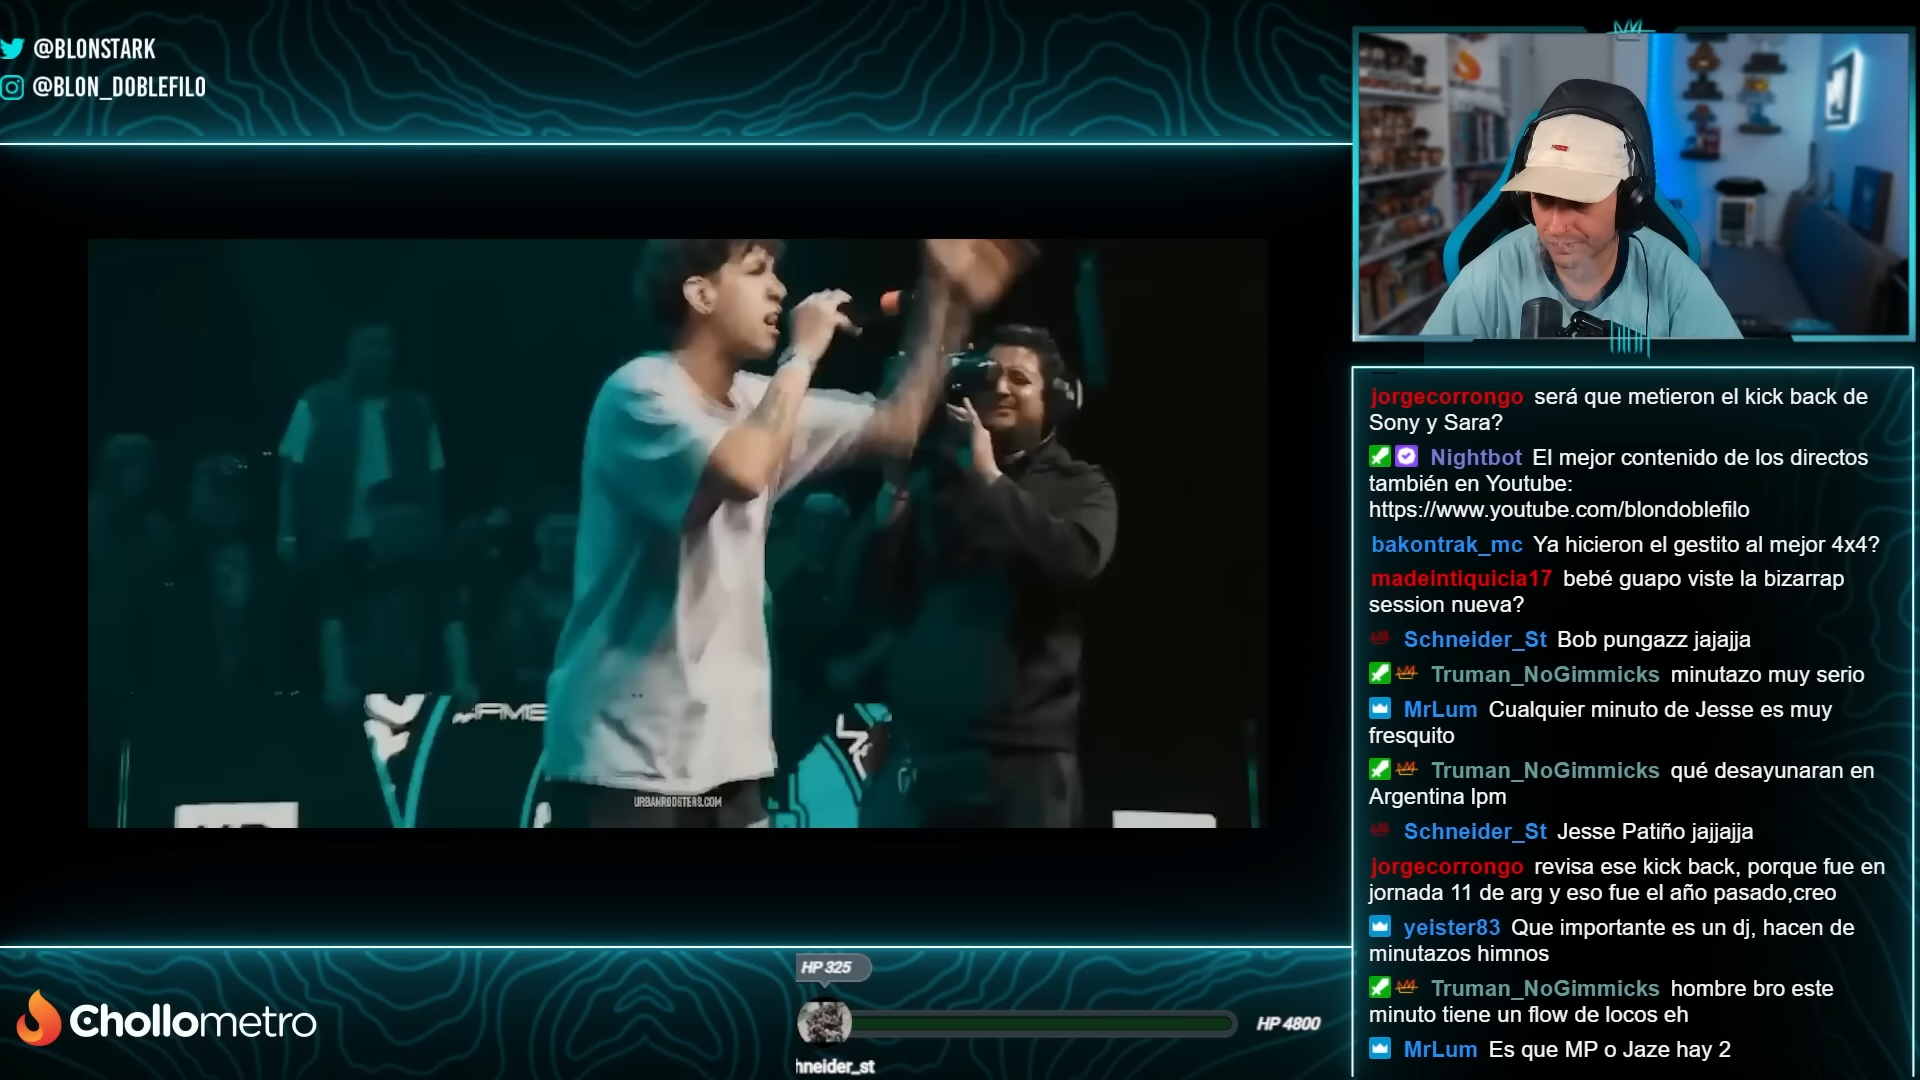 @BLONSTARK
@BLON_DOBLEFILO
URBANROOSTERS.COM
Chollometro
HP 325
HP 4800
hneider_st
jorgecorrongo será que metieron el kick back de
Sony y Sara?
Nightbot El mejor contenido de los directos
también en Youtube:
https://www.youtube.com/blondoblefilo
bakontrak_mc Ya hicieron el gestito al mejor 4x4?
madeintiquicia17 bebé guapo viste la bizarrap
session nueva?
Schneider_St Bob pungazz jajajja
Truman_NoGimmicks minutazo muy serio
MrLum Cualquier minuto de Jesse es muy
fresquito
Truman_NoGimmicks qué desayunaran en
Argentina lpm
Schneider_St Jesse Patiño jajjajja
jorgecorrongo revisa ese kick back, porque fue en
jornada 11 de arg y eso fue el año pasado,creo
yeister83 Que importante es un dj, hacen de
minutazos himnos
Truman_NoGimmicks hombre bro este
minuto tiene un flow de locos eh
MrLum Es que MP o Jaze hay 2